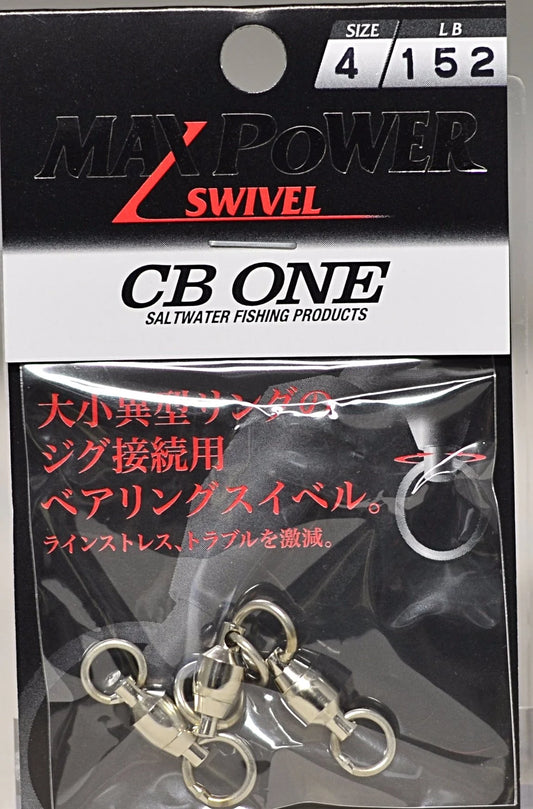 SIZE LB
4 152
MAX POWER
SWIVEL
CB ONE
SALTWATER FISHING PRODUCTS
大小異型リングの、
ジグ接続用
ベアリングスイベル。
ラインストレス、トラブルを激減。